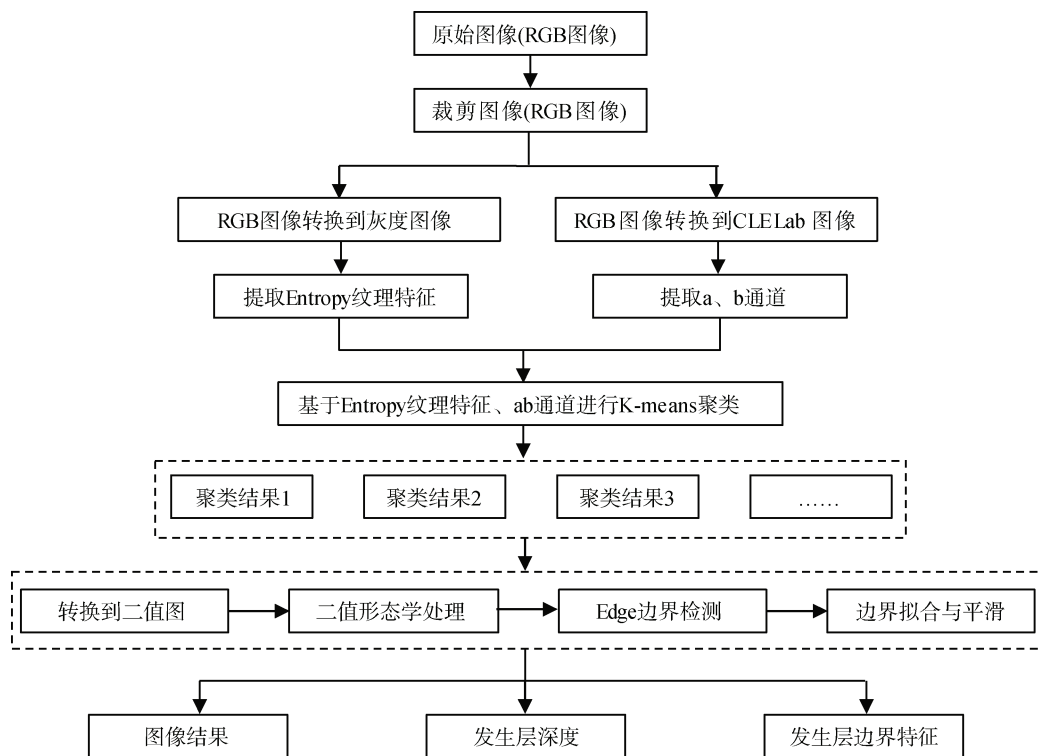 原始图像(RGB图像)
裁剪图像(RGB图像)
RGB图像转换到灰度图像
RGB图像转换到CLELab 图像
提取Entropy纹理特征
提取a、b通道
基于Entropy纹理特征、ab通道进行K-means聚类
聚类结果1
聚类结果2
聚类结果3
……
转换到二值图
二值形态学处理
Edge边界检测
边界拟合与平滑
图像结果
发生层深度
发生层边界特征